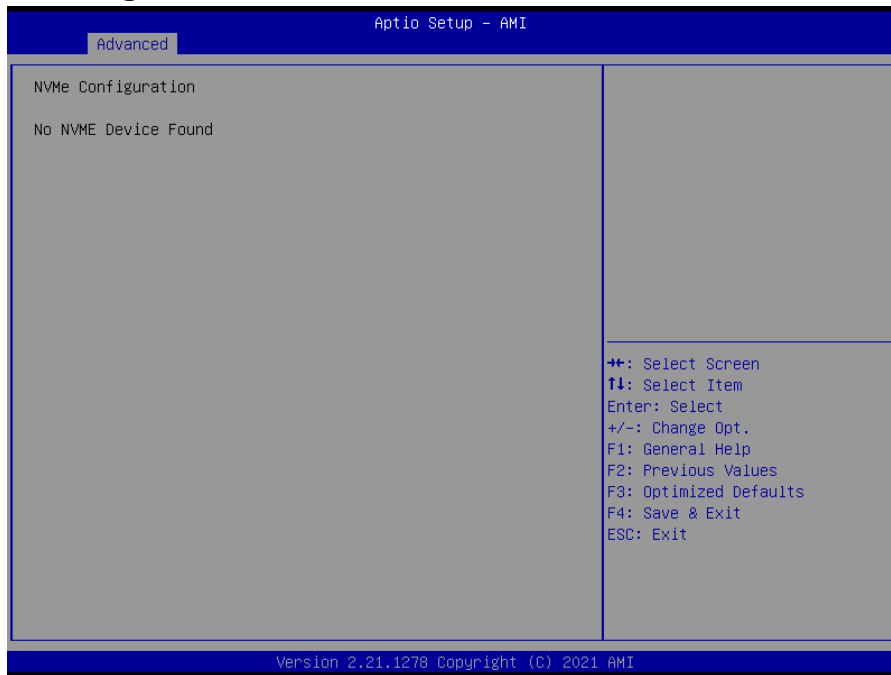 Aptio Setup – AMI
Advanced
NVMe Configuration
No NVME Device Found
→←: Select Screen
↑↓: Select Item
Enter: Select
+/-: Change Opt.
F1: General Help
F2: Previous Values
F3: Optimized Defaults
F4: Save & Exit
ESC: Exit
Version 2.21.1278 Copyright (C) 2021 AMI